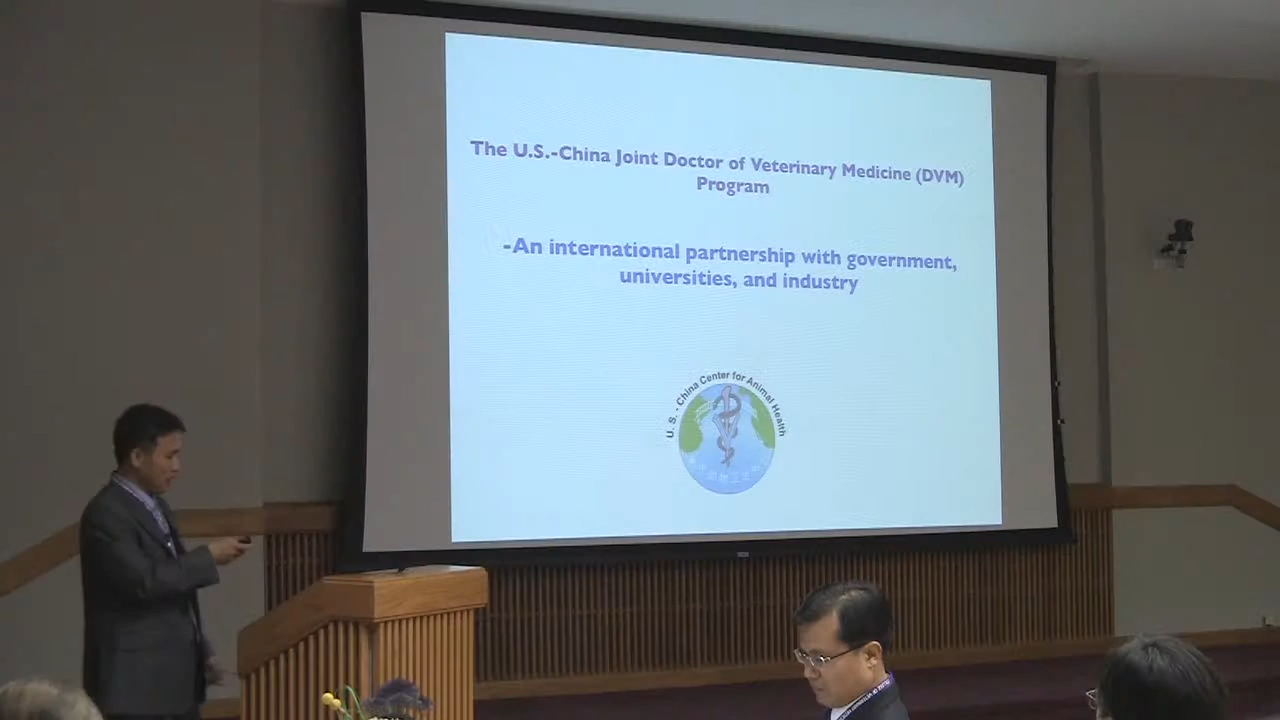 The U.S.-China Joint Doctor of Veterinary Medicine (DVM)
Program
-An international partnership with government,
universities, and industry
U. S. - China Center for Animal Health